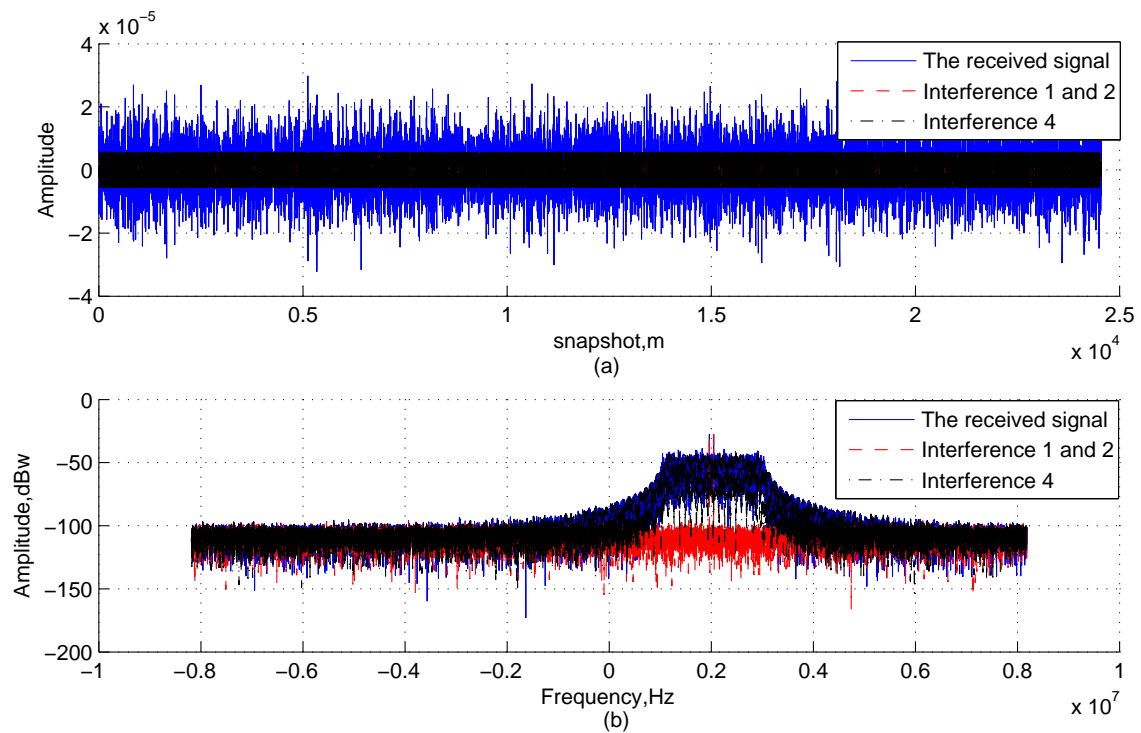 x 10^-5
4
2
0
−2
−4
Amplitude
The received signal
Interference 1 and 2
Interference 4
0
0.5
1
1.5
2
2.5
snapshot,m
x 10^4
(a)
0
−50
−100
−150
−200
Amplitude,dBw
The received signal
Interference 1 and 2
Interference 4
−1
−0.8
−0.6
−0.4
−0.2
0
0.2
0.4
0.6
0.8
1
Frequency,Hz
x 10^7
(b)